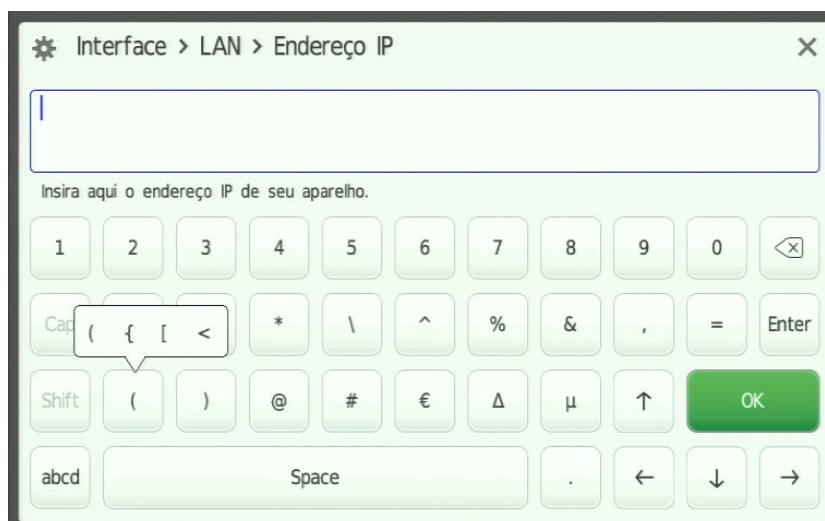 Interface > LAN > Endereço IP
Insira aqui o endereço IP de seu aparelho.
1 2 3 4 5 6 7 8 9 0
( { [ <
* \ ^ % & , = Enter
Shift ( ) @ # € Δ µ ↑ OK
abcd Space . ← ↓ →